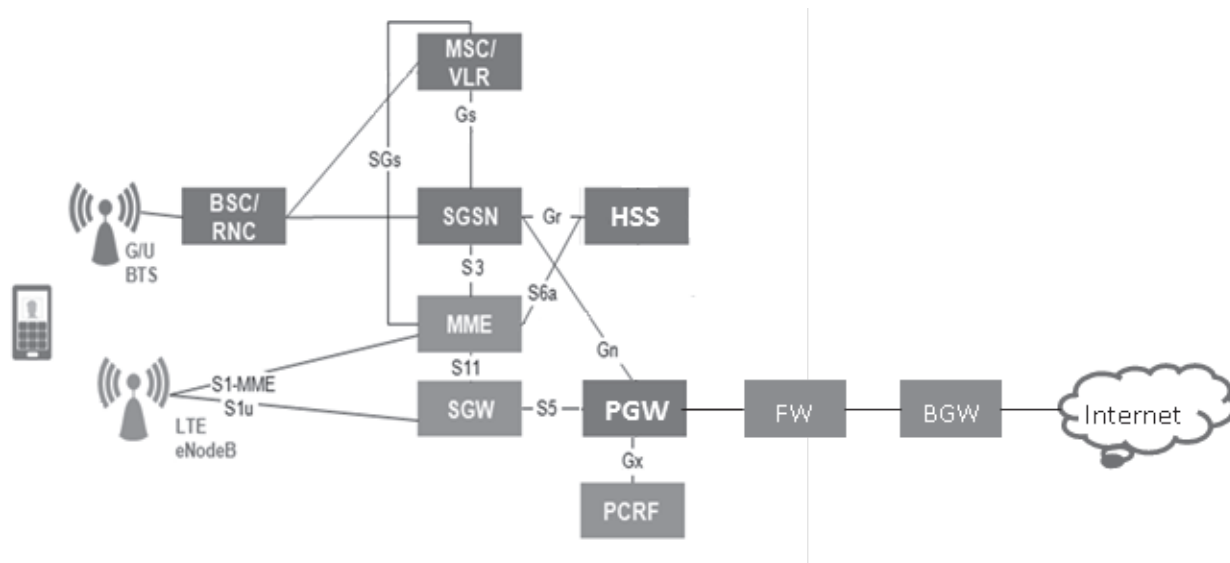 MSC/
VLR
Gs
SGs
BSC/
RNC
SGSN
Gr
HSS
G/U
BTS
S3
S6a
MME
Gn
S11
S1-MME
S1u
SGW
S5
PGW
FW
BGW
Internet
LTE
eNodeB
Gx
PCRF